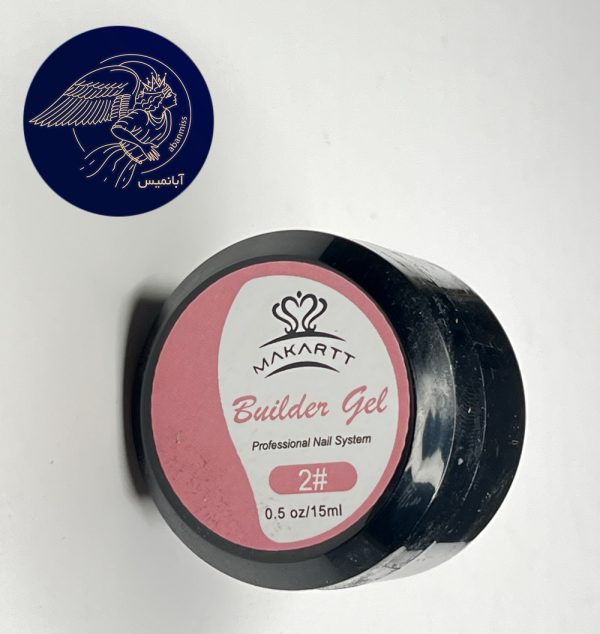 abanmiss
آبانمیس
MAKARTT
Builder Gel
Professional Nail System
2#
0.5 oz/15ml